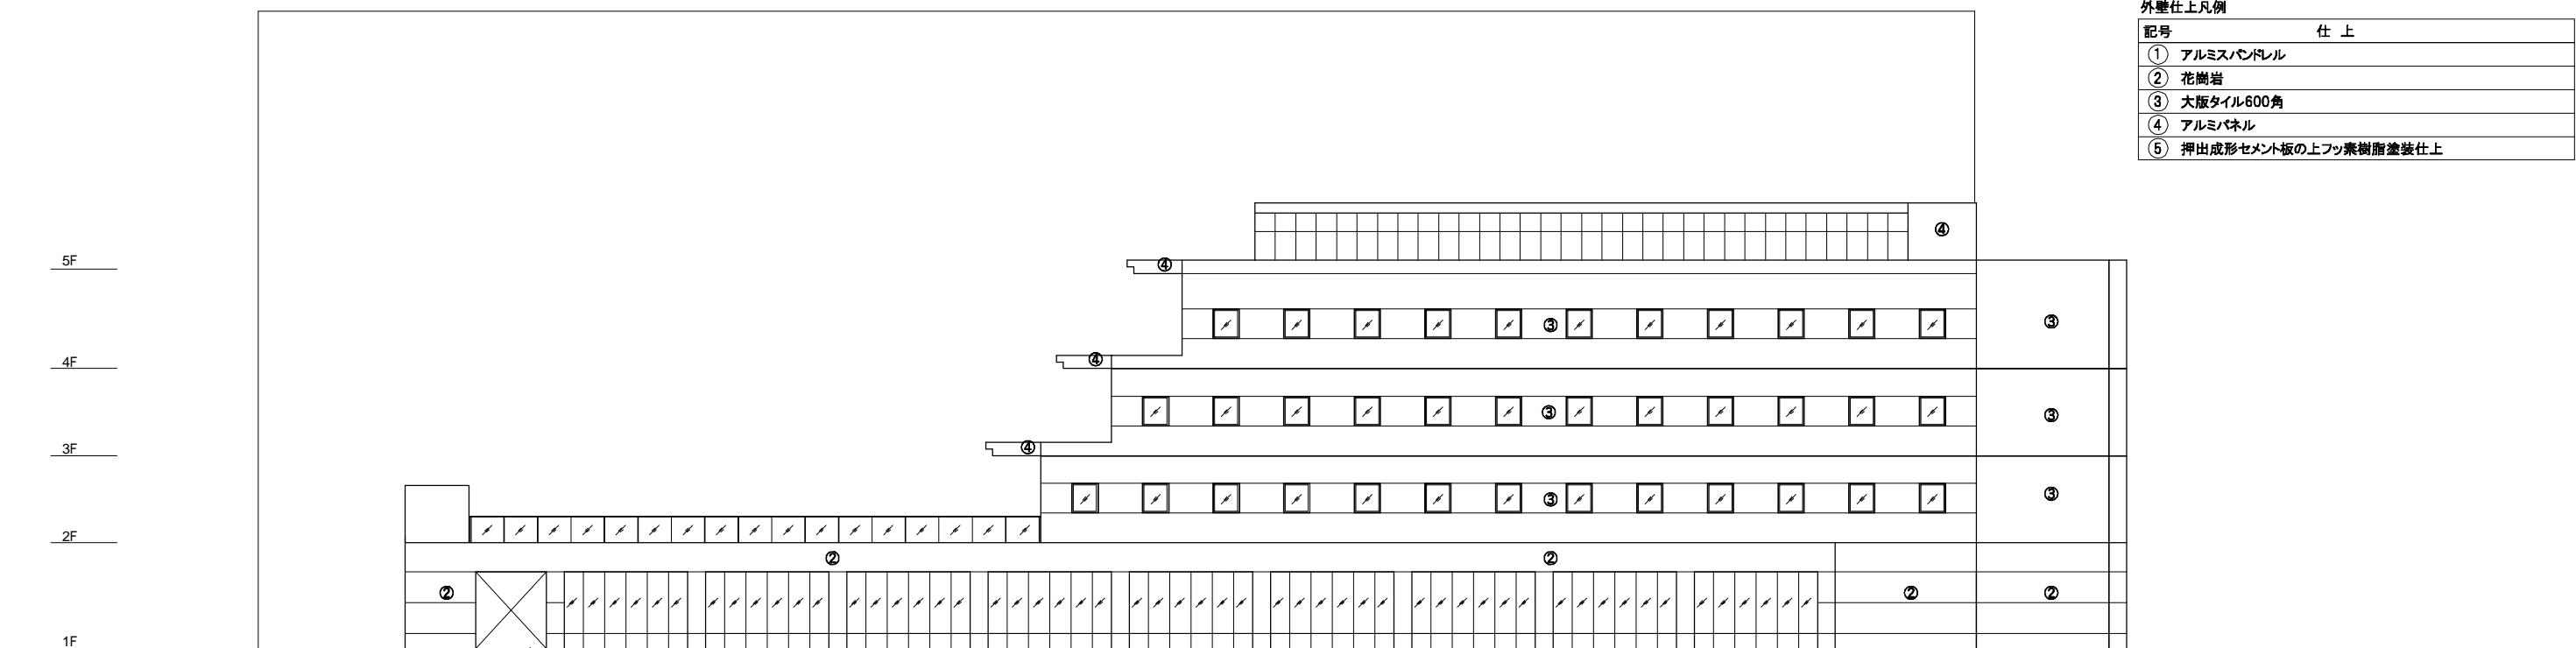 外壁仕上凡例
記号 仕 上
① アルミスパンドレル
② 花崗岩
③ 大版タイル600角
④ アルミパネル
⑤ 押出成形セメント板の上フッ素樹脂塗装仕上
④
5F
④
③
③
4F
④
③
③
3F
④
③
③
2F
②
②
②
②
②
1F